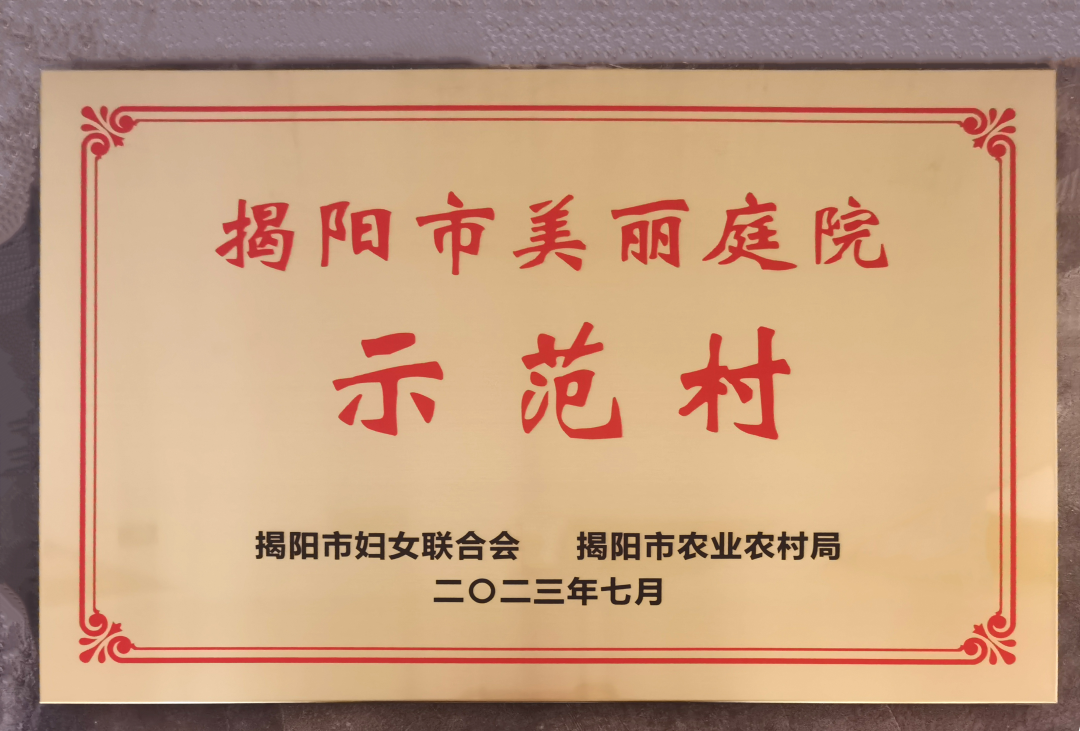 揭阳市美丽庭院
示范村
揭阳市妇女联合会 揭阳市农业农村局
二〇二三年七月